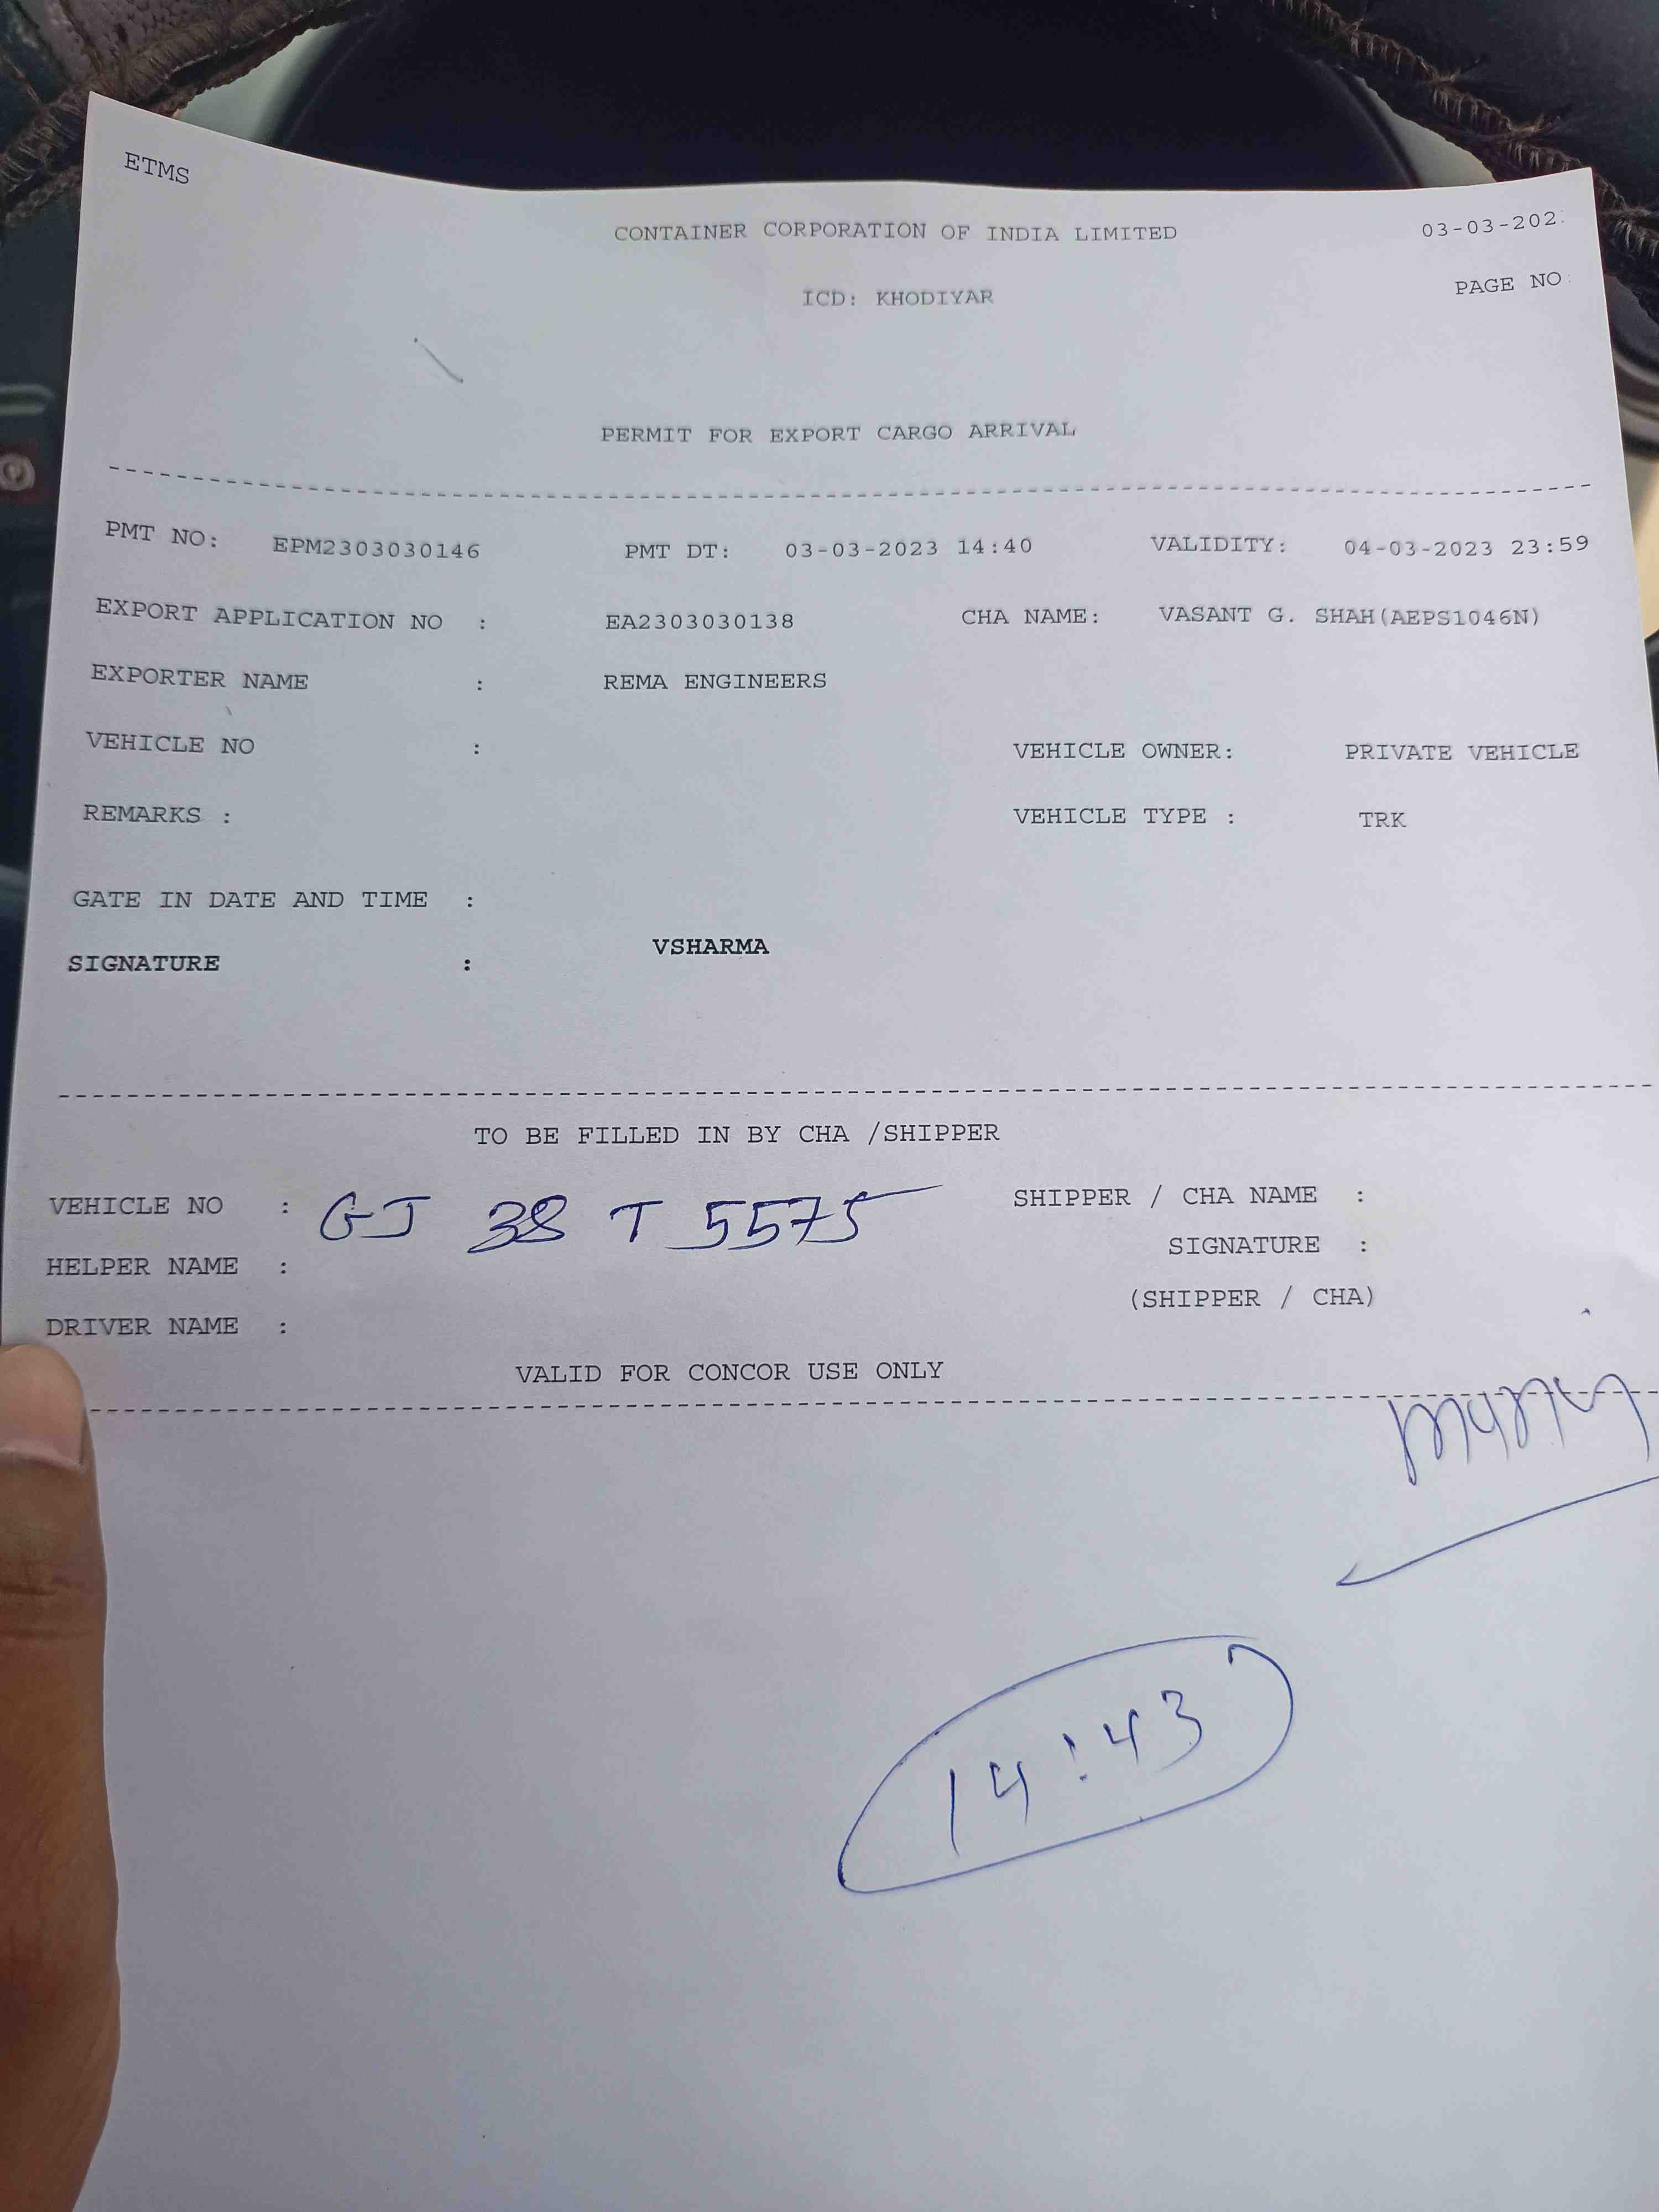 ETMS
CONTAINER CORPORATION OF INDIA LIMITED 03-03-202
ICD: KHODIYAR PAGE NO
PERMIT FOR EXPORT CARGO ARRIVAL
PMT NO: EPM2303030146 PMT DT: 03-03-2023 14:40 VALIDITY: 04-03-2023 23:59
EXPORT APPLICATION NO : EA2303030138 CHA NAME: VASANT G. SHAH(AEPS1046N)
EXPORTER NAME : REMA ENGINEERS
VEHICLE NO : VEHICLE OWNER: PRIVATE VEHICLE
REMARKS : VEHICLE TYPE : TRK
GATE IN DATE AND TIME :
SIGNATURE : VSHARMA
TO BE FILLED IN BY CHA /SHIPPER
VEHICLE NO : GJ 38 T 5575 SHIPPER / CHA NAME :
SIGNATURE :
HELPER NAME :
(SHIPPER / CHA)
DRIVER NAME :
VALID FOR CONCOR USE ONLY
14:43